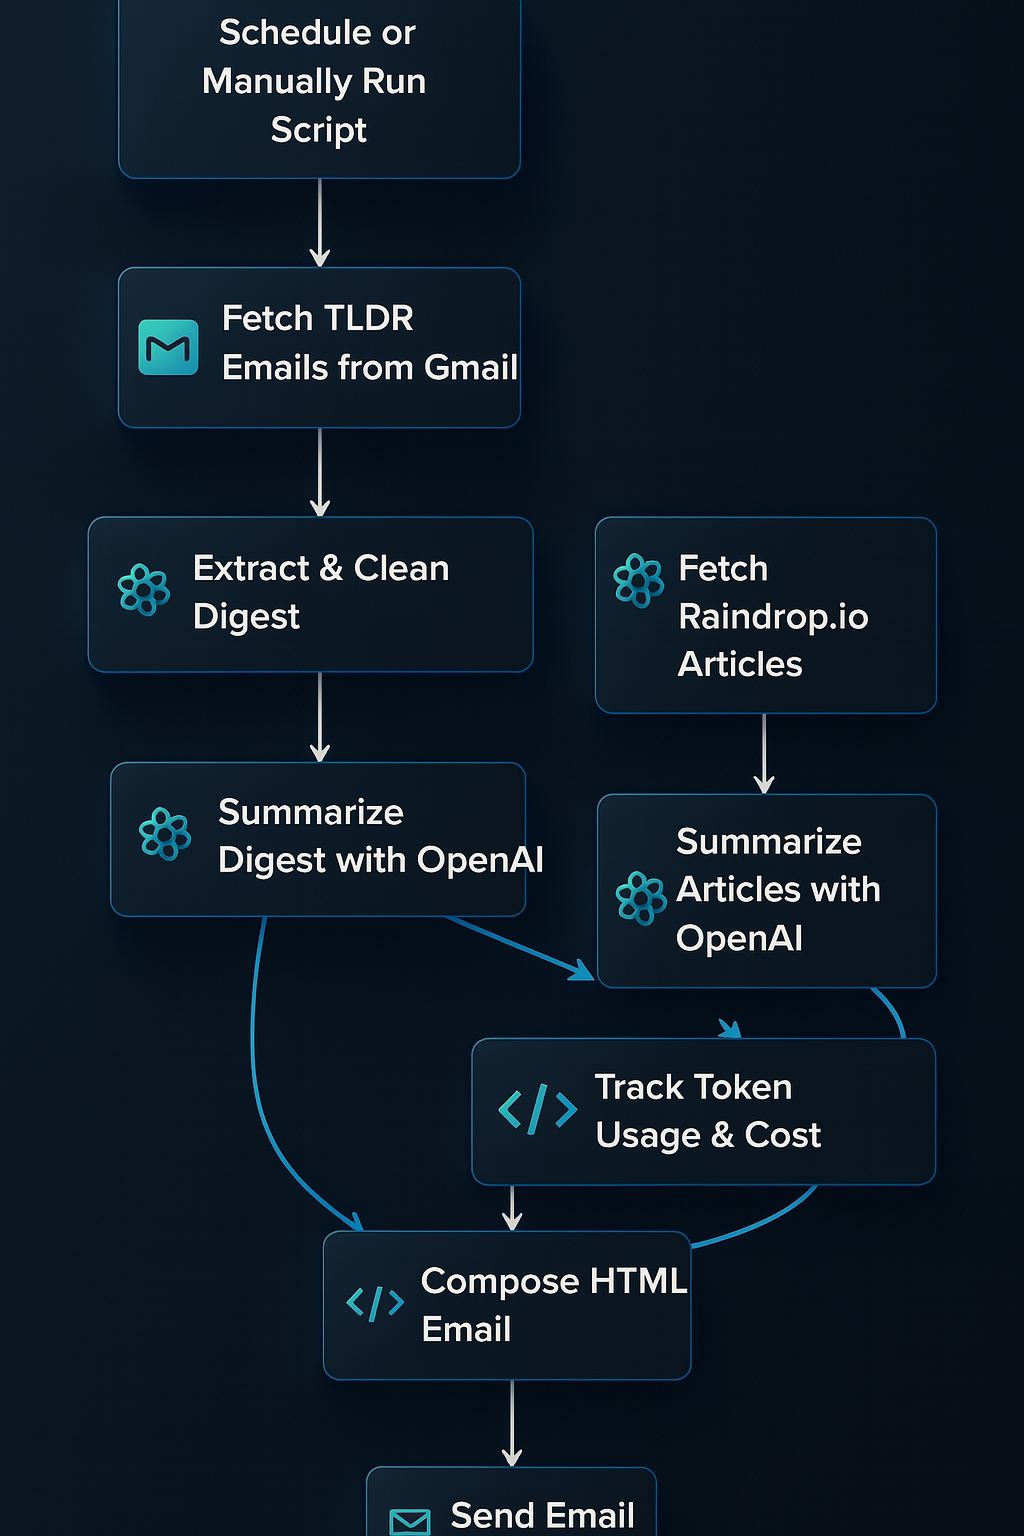 Schedule or
Manually Run
Script
Fetch TLDR
Emails from Gmail
Extract & Clean
Digest
Fetch
Raindrop.io
Articles
Summarize
Digest with OpenAI
Summarize
Articles with
OpenAI
Track Token
Usage & Cost
Compose HTML
Email
Send Email